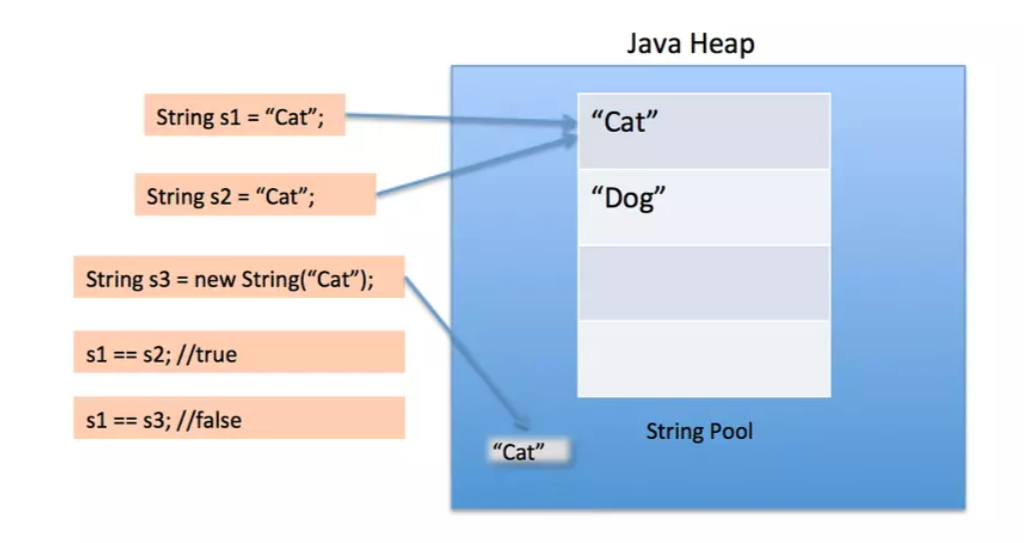 Java Heap
String s1 = “Cat”;
String s2 = “Cat”;
String s3 = new String(“Cat”);
s1 == s2; //true
s1 == s3; //false
“Cat”
“Dog”
String Pool
“Cat”